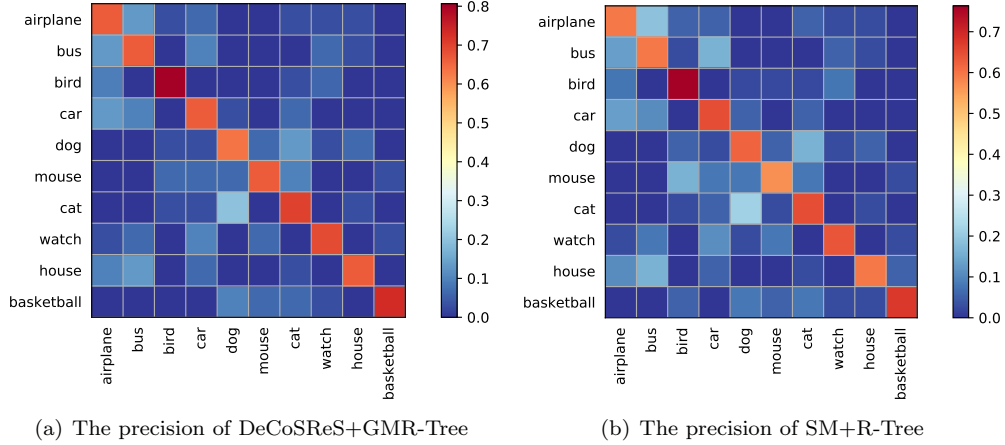 airplane
bus
bird
car
dog
mouse
cat
watch
house
basketball
airplane
bus
bird
car
dog
mouse
cat
watch
house
basketball
0.8
0.7
0.6
0.5
0.4
0.3
0.2
0.1
0.0
(a) The precision of DeCoSReS+GMR-Tree
airplane
bus
bird
car
dog
mouse
cat
watch
house
basketball
airplane
bus
bird
car
dog
mouse
cat
watch
house
basketball
0.7
0.6
0.5
0.4
0.3
0.2
0.1
0.0
(b) The precision of SM+R-Tree